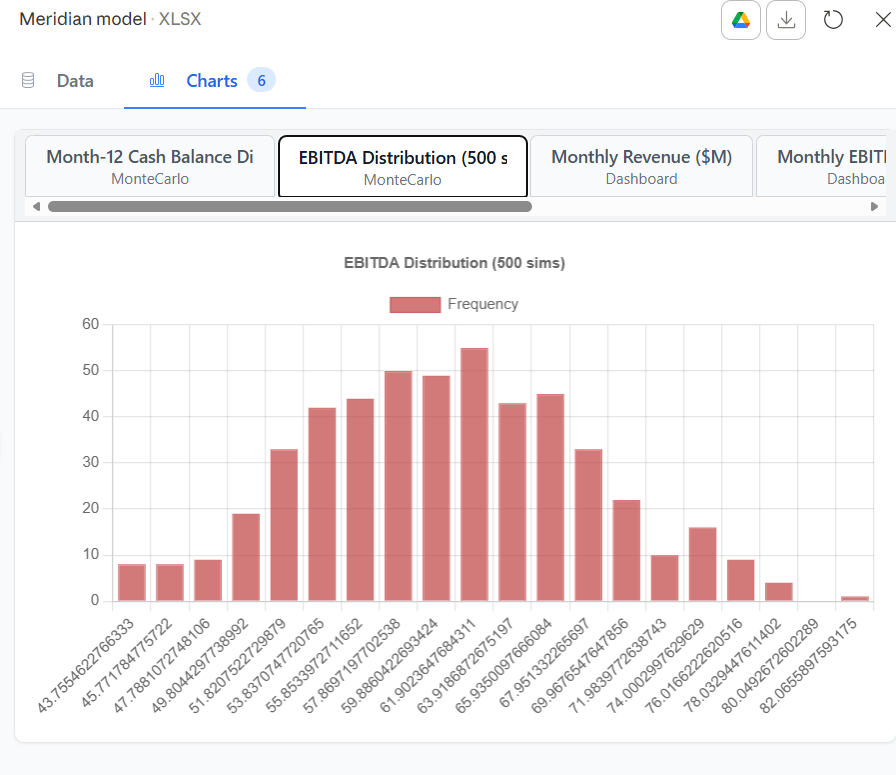 Meridian model · XLSX
Data
Charts 6
Month-12 Cash Balance Di
MonteCarlo
EBITDA Distribution (500 s
MonteCarlo
Monthly Revenue ($M)
Dashboard
Monthly EBIT
Dashboa
EBITDA Distribution (500 sims)
Frequency
60
50
40
30
20
10
0
43.7554622766333
45.771784775722
47.7881072748106
49.8044297738992
51.8207522729879
53.8370747720765
55.8533972711652
57.8697197702538
59.8860422693424
61.9023647684311
63.9186872675197
65.9350097666084
67.951332265697
69.9676547647856
71.9839772638743
74.0002997629629
76.0166222620516
78.0329447611402
80.0492672602289
82.0655897593175